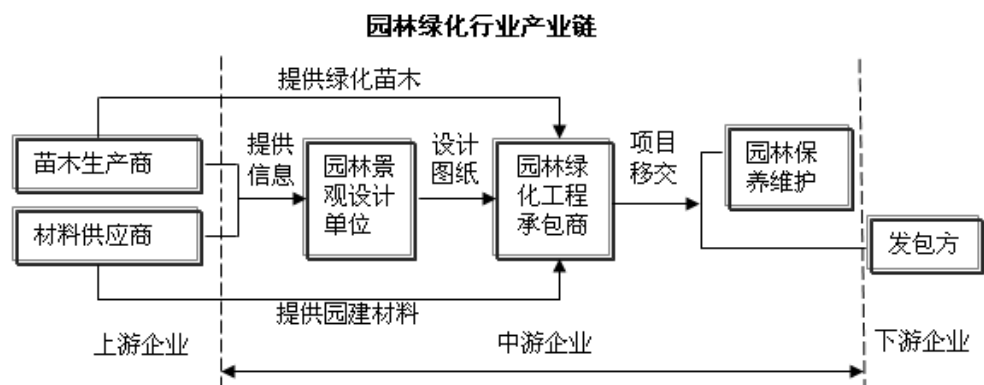 园林绿化行业产业链
提供绿化苗木
苗木生产商
材料供应商
提供
信息
园林景
观设计
单位
设计
图纸
园林绿
化工程
承包商
项目
移交
园林保
养维护
发包方
提供园建材料
上游企业
中游企业
下游企业